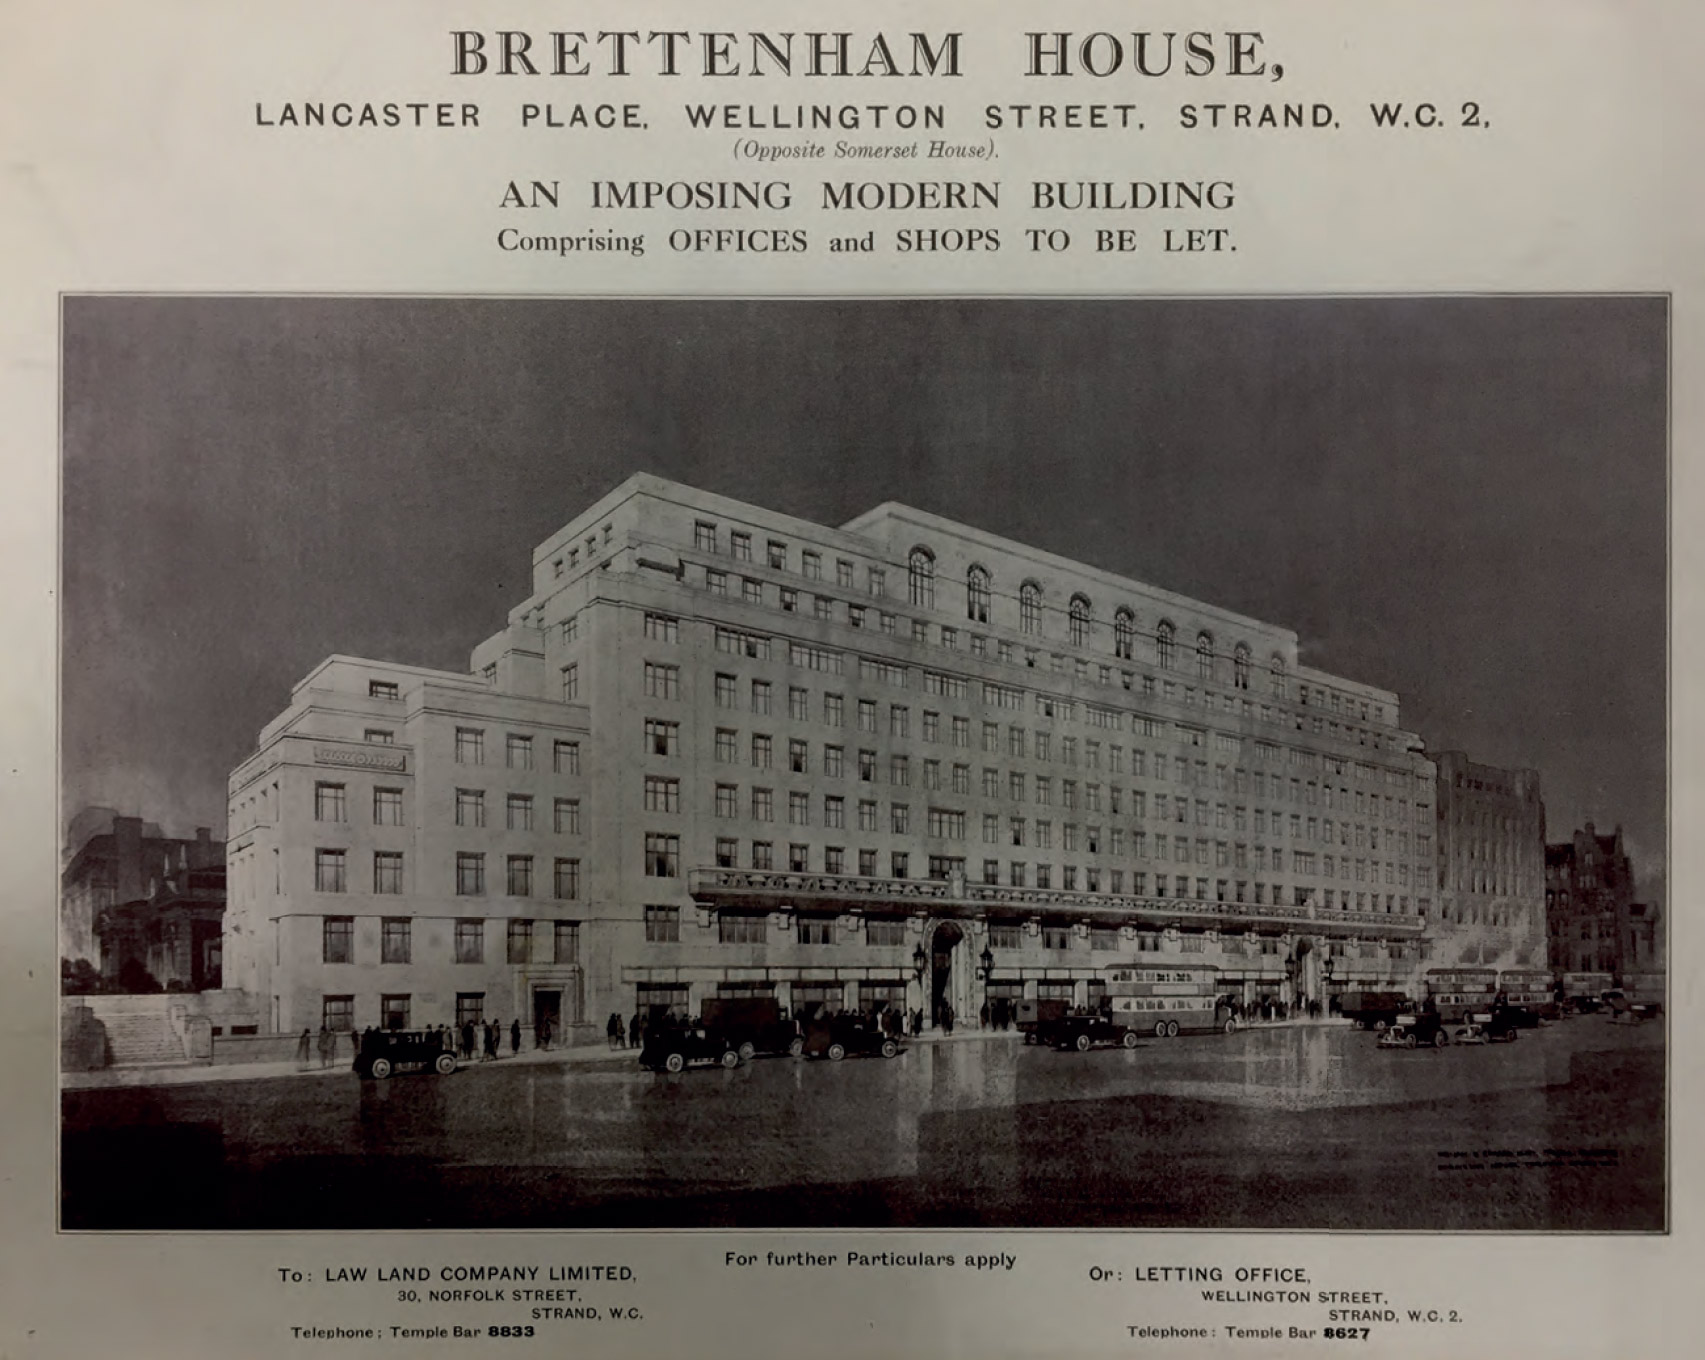 BRETTENHAM HOUSE,
LANCASTER PLACE, WELLINGTON STREET, STRAND, W.C. 2,
(Opposite Somerset House).
AN IMPOSING MODERN BUILDING
Comprising OFFICES and SHOPS TO BE LET.
For further Particulars apply
To: LAW LAND COMPANY LIMITED,
30, NORFOLK STREET,
STRAND, W.C.
Telephone: Temple Bar 8833
Or: LETTING OFFICE,
WELLINGTON STREET,
STRAND, W.C. 2.
Telephone: Temple Bar 8627